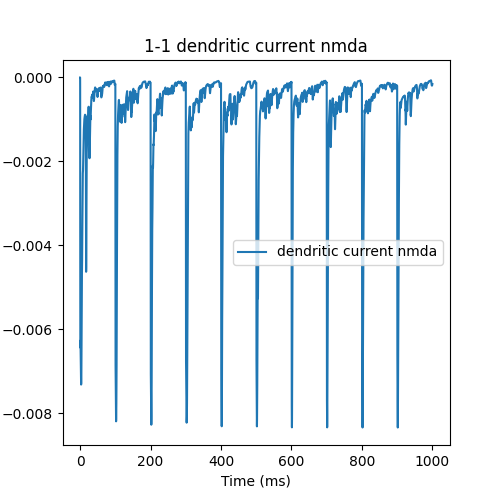 1-1 dendritic current nmda
0.000
−0.002
−0.004
−0.006
−0.008
dendritic current nmda
0 200 400 600 800 1000
Time (ms)